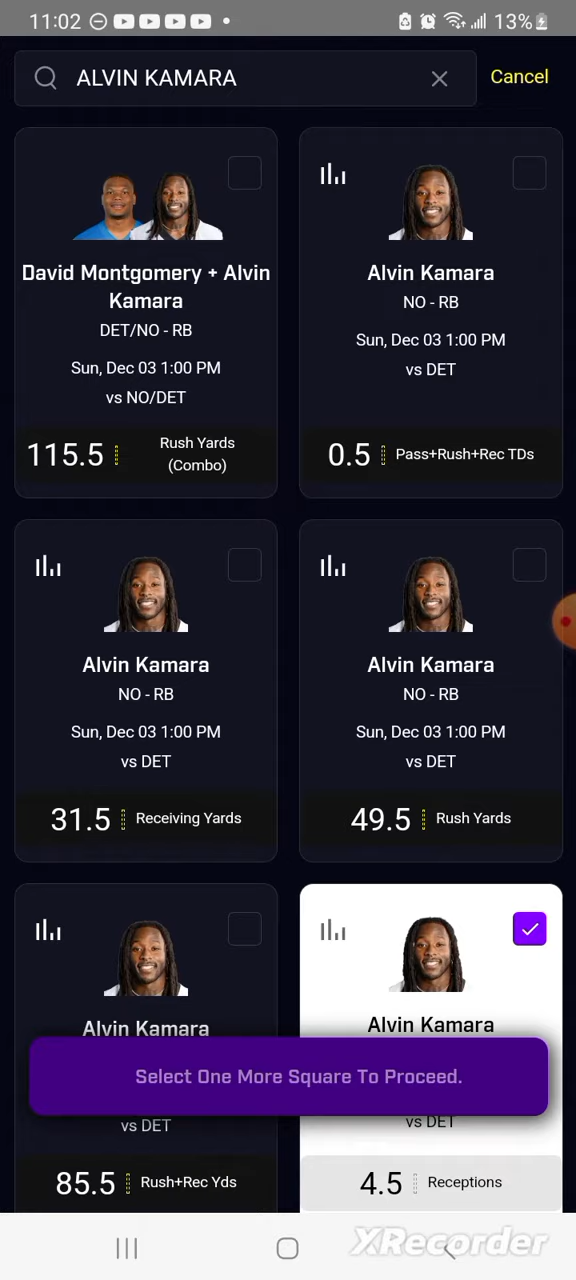 11:02
13%
ALVIN KAMARA
Cancel
David Montgomery + Alvin
Kamara
DET/NO - RB
Sun, Dec 03 1:00 PM
vs NO/DET
115.5
Rush Yards
(Combo)
Alvin Kamara
NO - RB
Sun, Dec 03 1:00 PM
vs DET
0.5
Pass+Rush+Rec TDs
Alvin Kamara
NO - RB
Sun, Dec 03 1:00 PM
vs DET
31.5
Receiving Yards
Alvin Kamara
NO - RB
Sun, Dec 03 1:00 PM
vs DET
49.5
Rush Yards
Alvin Kamara
vs DET
85.5
Rush+Rec Yds
Alvin Kamara
vs DET
4.5
Receptions
Select One More Square To Proceed.
XRecorder